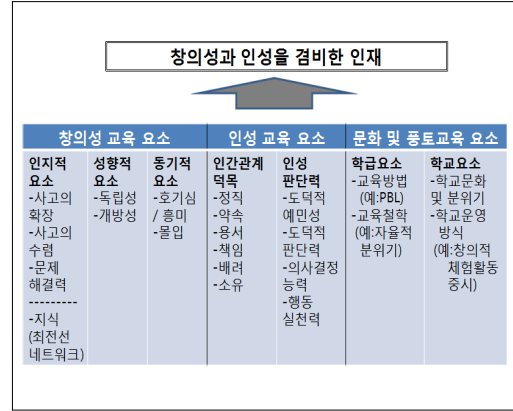 창의성과 인성을 겸비한 인재
창의성 교육 요소
인성 교육 요소
문화 및 풍토교육 요소
인지적
요소
-사고의
확장
-사고의
수렴
-문제
해결력
---------
-지식
(최전선
네트워크)
성향적
요소
-독립성
-개방성
동기적
요소
-호기심
/ 흥미
-몰입
인간관계
덕목
-정직
-약속
-용서
-책임
-배려
-소유
인성
판단력
-도덕적
예민성
-도덕적
판단력
-의사결정
능력
-행동
실천력
학급요소
-교육방법
(예:PBL)
-교육철학
(예:자율적
분위기)
학교요소
-학교문화
및 분위기
-학교운영
방식
(예:창의적
체험활동
중시)